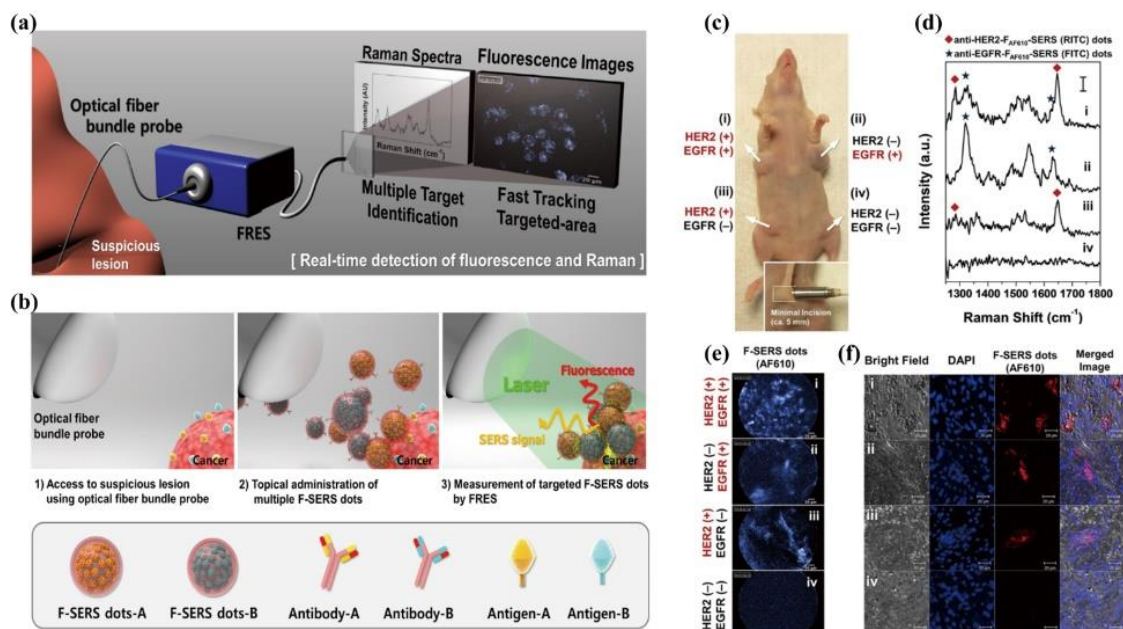 (a)
Optical fiber
bundle probe
Suspicious
lesion
FRES
Raman Spectra
Intensity (AU)
Raman Shift (cm⁻¹)
Fluorescence Images
Multiple Target
Identification
Fast Tracking
Targeted-area
[ Real-time detection of fluorescence and Raman ]
(b)
Optical fiber
bundle probe
Cancer
Cancer
Laser
Fluorescence
SERS signal
Cancer
1) Access to suspicious lesion
using optical fiber bundle probe
2) Topical administration of
multiple F-SERS dots
3) Measurement of targeted F-SERS dots
by FRES
F-SERS dots-A
F-SERS dots-B
Antibody-A
Antibody-B
Antigen-A
Antigen-B
(c)
(i)
HER2 (+)
EGFR (+)
(ii)
HER2 (–)
EGFR (+)
(iii)
HER2 (+)
EGFR (–)
(iv)
HER2 (–)
EGFR (–)
Minimal Incision
(ca. 5 mm)
(d)
◆ anti-HER2-F_AF610-SERS (RITC) dots
★ anti-EGFR-F_AF610-SERS (FITC) dots
Intensity (a.u.)
i
ii
iii
iv
1300 1400 1500 1600 1700 1800
Raman Shift (cm⁻¹)
(e)
F-SERS dots
(AF610)
HER2 (+)
EGFR (+)
i
HER2 (–)
EGFR (+)
ii
HER2 (+)
EGFR (–)
iii
HER2 (–)
EGFR (–)
iv
(f)
Bright Field
DAPI
F-SERS dots
(AF610)
Merged
Image
i
ii
iii
iv